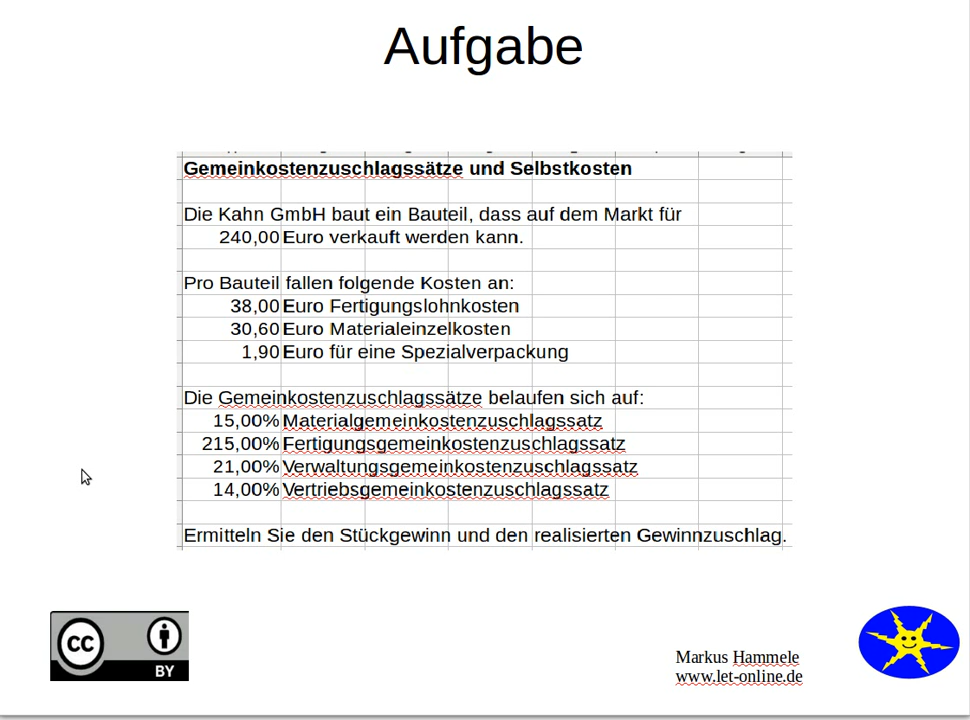 Aufgabe
Gemeinkostenzuschlagssätze und Selbstkosten
Die Kahn GmbH baut ein Bauteil, dass auf dem Markt für
240,00 Euro verkauft werden kann.
Pro Bauteil fallen folgende Kosten an:
38,00 Euro Fertigungslohnkosten
30,60 Euro Materialeinzelkosten
1,90 Euro für eine Spezialverpackung
Die Gemeinkostenzuschlagssätze belaufen sich auf:
15,00% Materialgemeinkostenzuschlagssatz
215,00% Fertigungsgemeinkostenzuschlagssatz
21,00% Verwaltungsgemeinkostenzuschlagssatz
14,00% Vertriebsgemeinkostenzuschlagssatz
Ermitteln Sie den Stückgewinn und den realisierten Gewinnzuschlag.
cc
BY
Markus Hammele
www.let-online.de